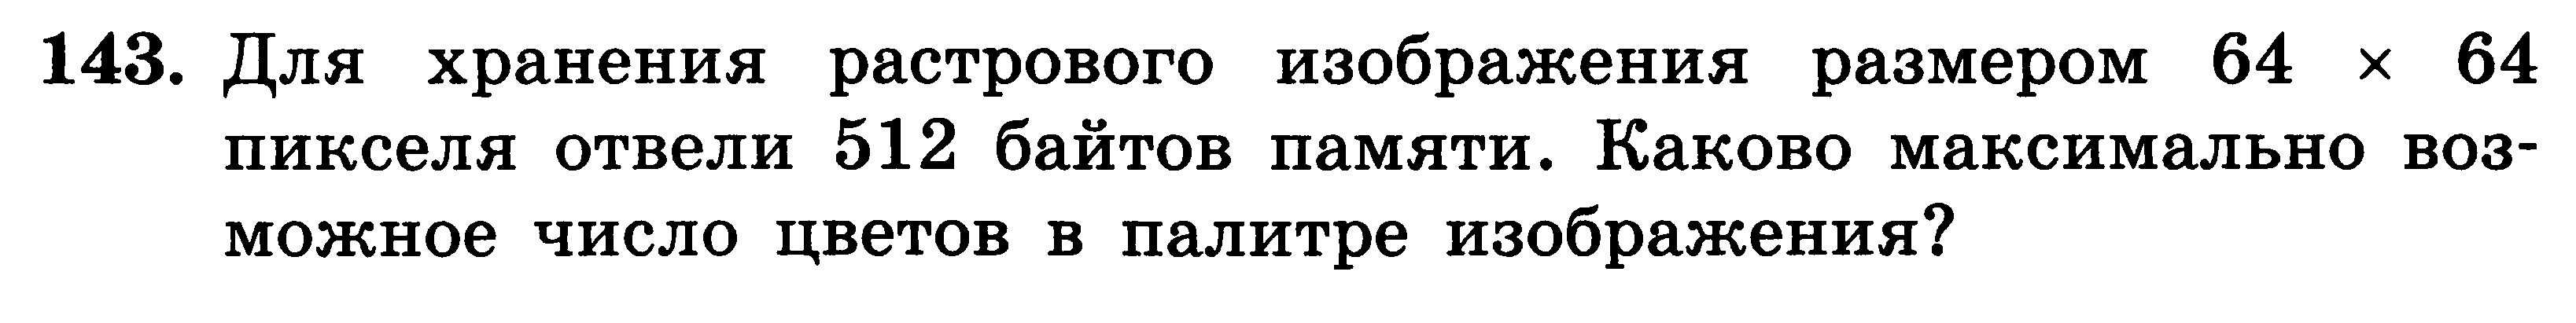 143. Для хранения растрового изображения размером 64 × 64
пикселя отвели 512 байтов памяти. Каково максимально воз-
можное число цветов в палитре изображения?